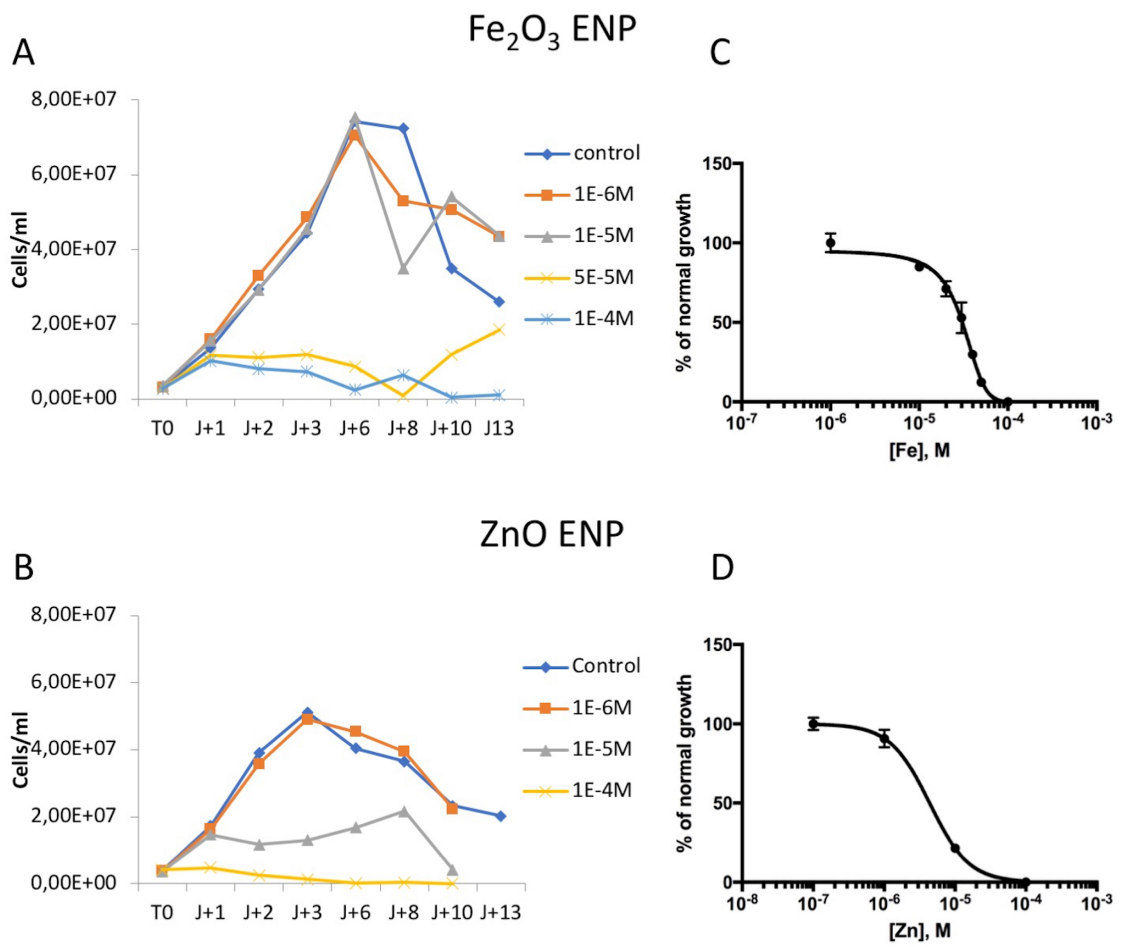 Fe₂O₃ ENP
A
8,00E+07
6,00E+07
4,00E+07
2,00E+07
0,00E+00
Cells/ml
T0 J+1 J+2 J+3 J+6 J+8 J+10 J13
control
1E-6M
1E-5M
5E-5M
1E-4M
C
150
100
50
0
% of normal growth
10⁻⁷ 10⁻⁶ 10⁻⁵ 10⁻⁴ 10⁻³
[Fe], M
ZnO ENP
B
8,00E+07
6,00E+07
4,00E+07
2,00E+07
0,00E+00
Cells/ml
T0 J+1 J+2 J+3 J+6 J+8 J+10 J+13
Control
1E-6M
1E-5M
1E-4M
D
150
100
50
0
% of normal growth
10⁻⁸ 10⁻⁷ 10⁻⁶ 10⁻⁵ 10⁻⁴ 10⁻³
[Zn], M